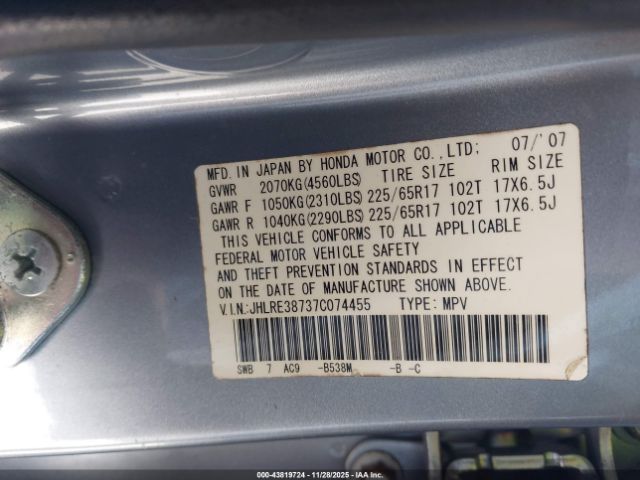 MFD. IN JAPAN BY HONDA MOTOR CO., LTD; 07/'07
GVWR 2070KG(4560LBS) TIRE SIZE RIM SIZE
GAWR F 1050KG(2310LBS) 225/65R17 102T 17X6.5J
GAWR R 1040KG(2290LBS) 225/65R17 102T 17X6.5J
THIS VEHICLE CONFORMS TO ALL APPLICABLE
FEDERAL MOTOR VEHICLE SAFETY
AND THEFT PREVENTION STANDARDS IN EFFECT
ON THE DATE OF MANUFACTURE SHOWN ABOVE.
V.I.N:JHLRE38737C074455 TYPE: MPV
SWB 7 AC9 -B538M -B -C
000-43819724 | 11/28/2025 - IAAI.COM